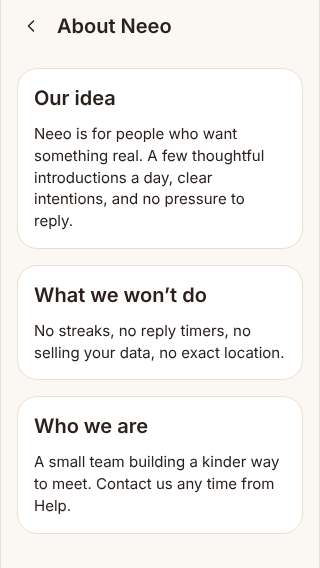 About Neeo
Our idea
Neeo is for people who want
something real. A few thoughtful
introductions a day, clear
intentions, and no pressure to
reply.
What we won’t do
No streaks, no reply timers, no
selling your data, no exact location.
Who we are
A small team building a kinder way
to meet. Contact us any time from
Help.